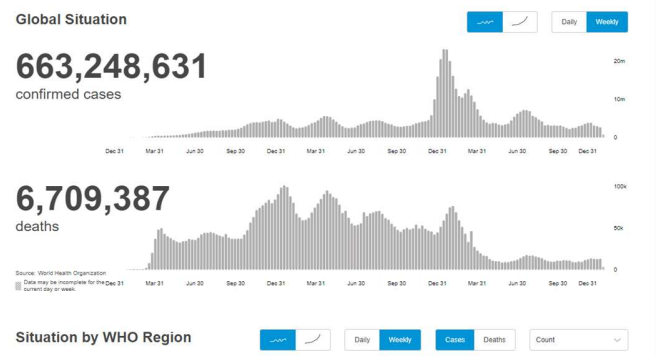 Global Situation
Daily Weekly
663,248,631
confirmed cases
20m
10m
0
Dec 31 Mar 31 Jun 30 Sep 30 Dec 31 Mar 31 Jun 30 Sep 30 Dec 31 Mar 31 Jun 30 Sep 30 Dec 31
6,709,387
deaths
100k
50k
0
Source: World Health Organization
Data may be incomplete for the
current day or week.
Dec 31 Mar 31 Jun 30 Sep 30 Dec 31 Mar 31 Jun 30 Sep 30 Dec 31 Mar 31 Jun 30 Sep 30 Dec 31
Situation by WHO Region
Daily Weekly Cases Deaths Count